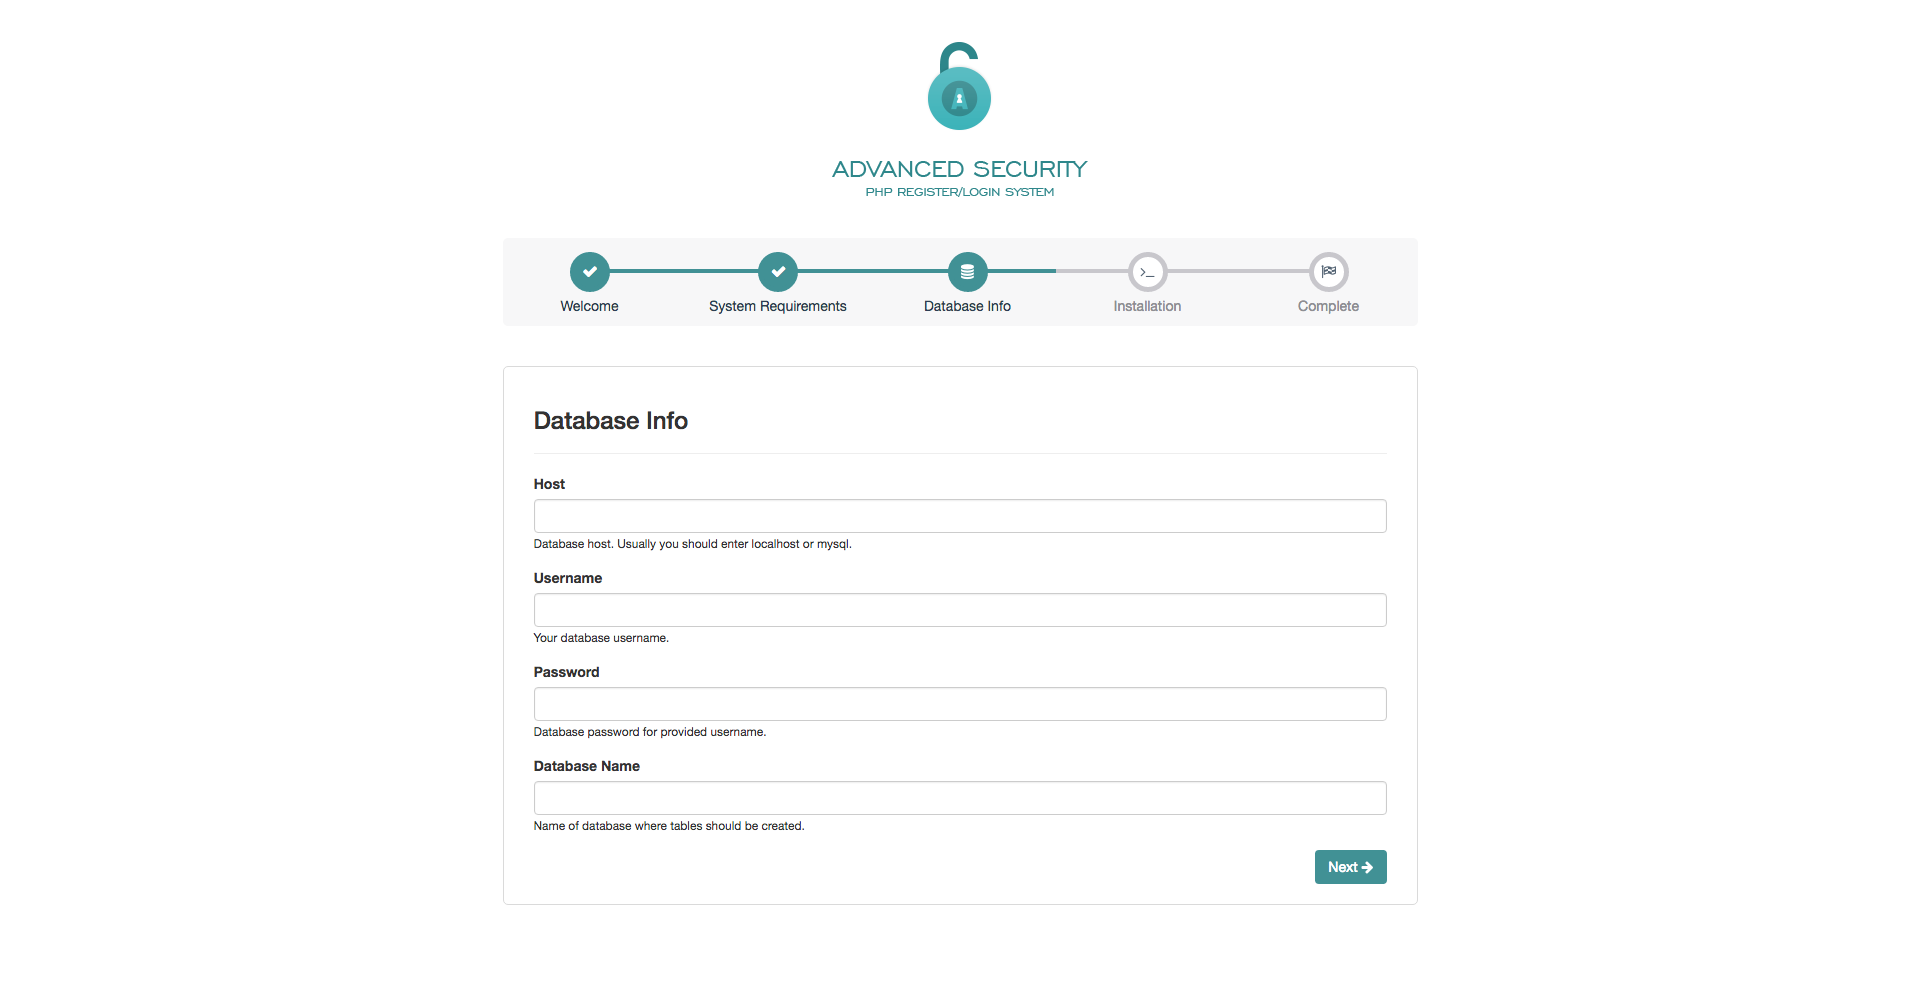 A
ADVANCED SECURITY
PHP REGISTER/LOGIN SYSTEM
Welcome
System Requirements
Database Info
Installation
Complete
Database Info
Host
Database host. Usually you should enter localhost or mysql.
Username
Your database username.
Password
Database password for provided username.
Database Name
Name of database where tables should be created.
Next